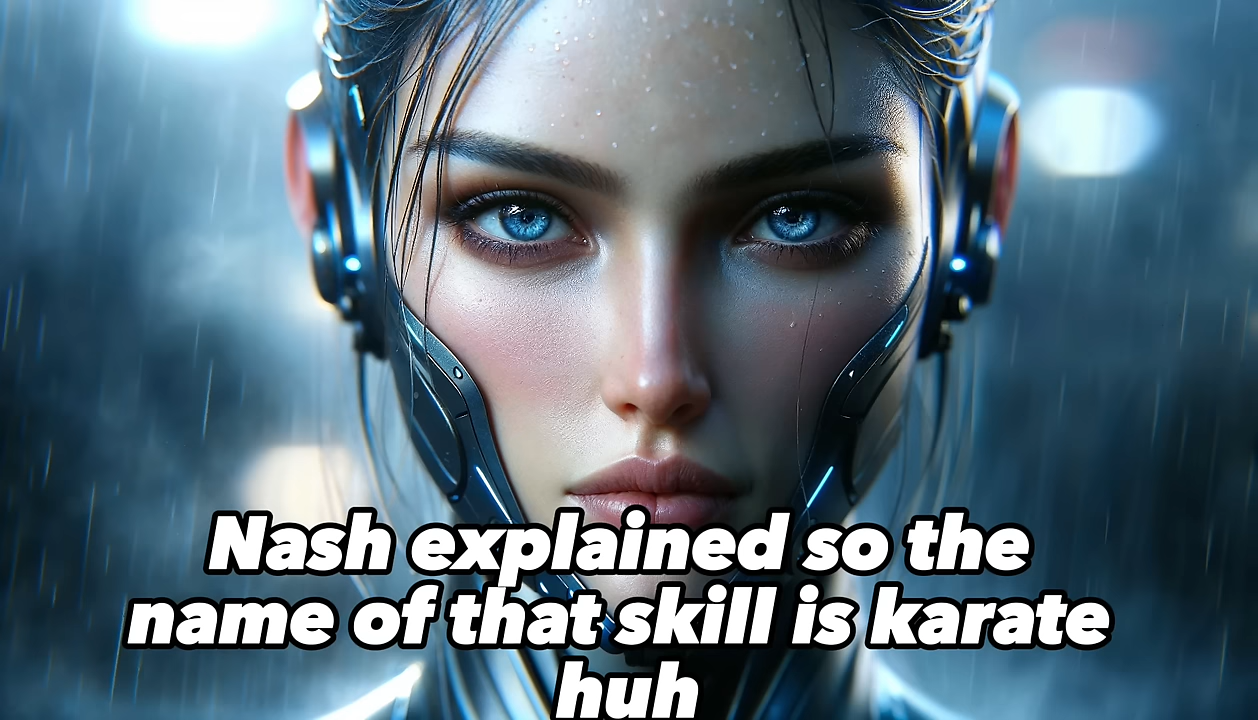 Nash explained so the
name of that skill is karate
huh